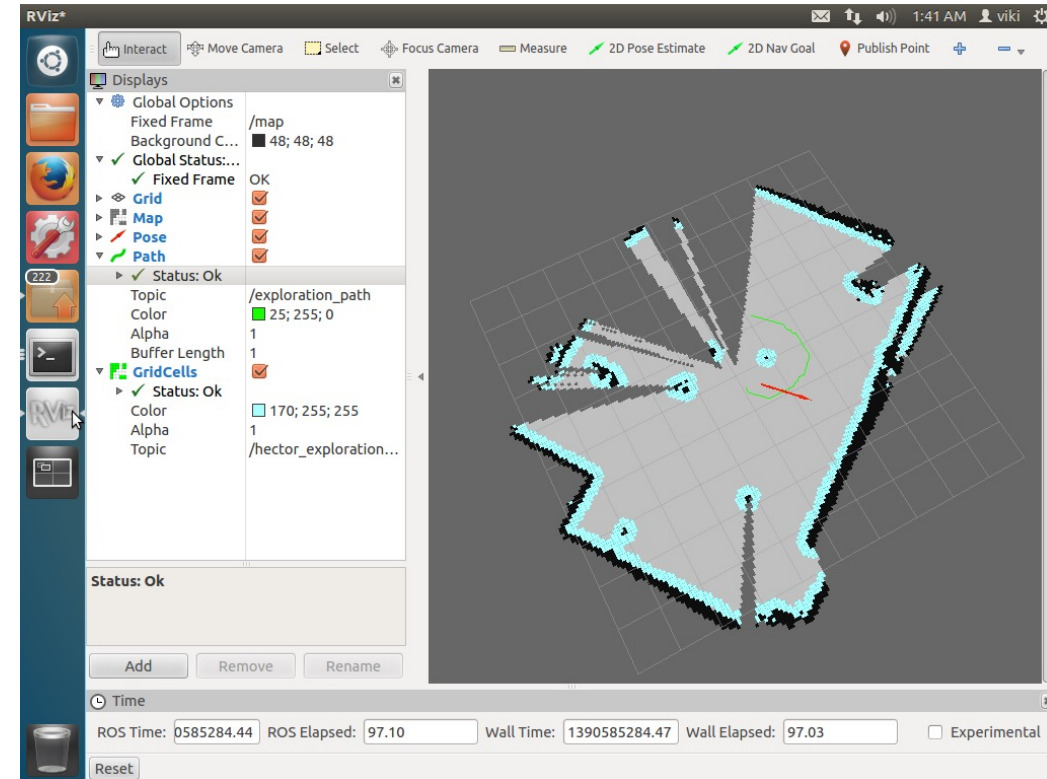 RViz*
1:41 AM viki
Interact Move Camera Select Focus Camera Measure 2D Pose Estimate 2D Nav Goal Publish Point
Displays
Global Options
Fixed Frame /map
Background C... 48; 48; 48
Global Status:...
Fixed Frame OK
Grid
Map
Pose
Path
Status: Ok
Topic /exploration_path
Color 25; 255; 0
Alpha 1
Buffer Length 1
GridCells
Status: Ok
Color 170; 255; 255
Alpha 1
Topic /hector_exploration...
222
Status: Ok
Add Remove Rename
Time
ROS Time: 0585284.44 ROS Elapsed: 97.10 Wall Time: 1390585284.47 Wall Elapsed: 97.03 Experimental
Reset